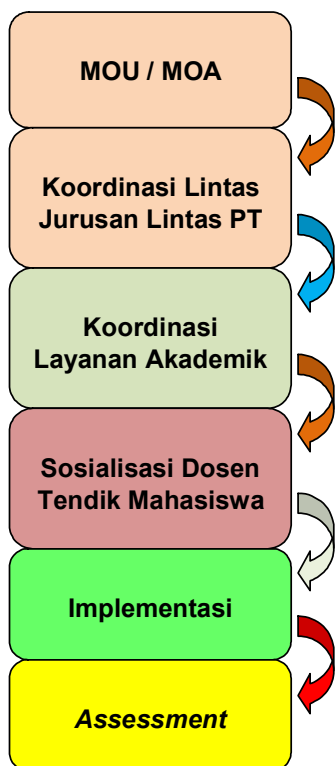 MOU / MOA
Koordinasi Lintas
Jurusan Lintas PT
Koordinasi
Layanan Akademik
Sosialisasi Dosen
Tendik Mahasiswa
Implementasi
Assessment